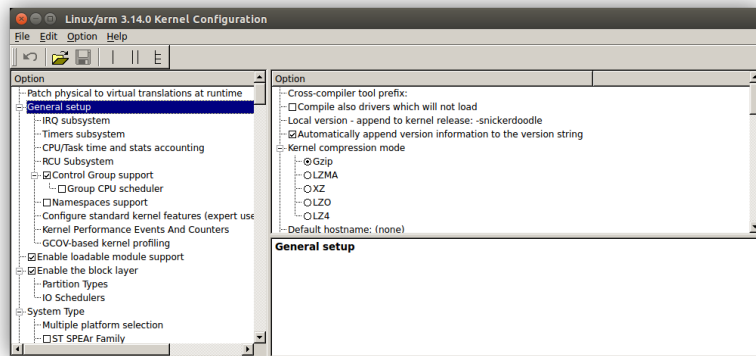 Linux/arm 3.14.0 Kernel Configuration
File Edit Option Help
Option
Patch physical to virtual translations at runtime
General setup
IRQ subsystem
Timers subsystem
CPU/Task time and stats accounting
RCU Subsystem
Control Group support
Group CPU scheduler
Namespaces support
Configure standard kernel features (expert use
Kernel Performance Events And Counters
GCOV-based kernel profiling
Enable loadable module support
Enable the block layer
Partition Types
IO Schedulers
System Type
Multiple platform selection
ST SPEAr Family
Option
Cross-compiler tool prefix:
Compile also drivers which will not load
Local version - append to kernel release: -snickerdoodle
Automatically append version information to the version string
Kernel compression mode
Gzip
LZMA
XZ
LZO
LZ4
Default hostname: (none)
General setup